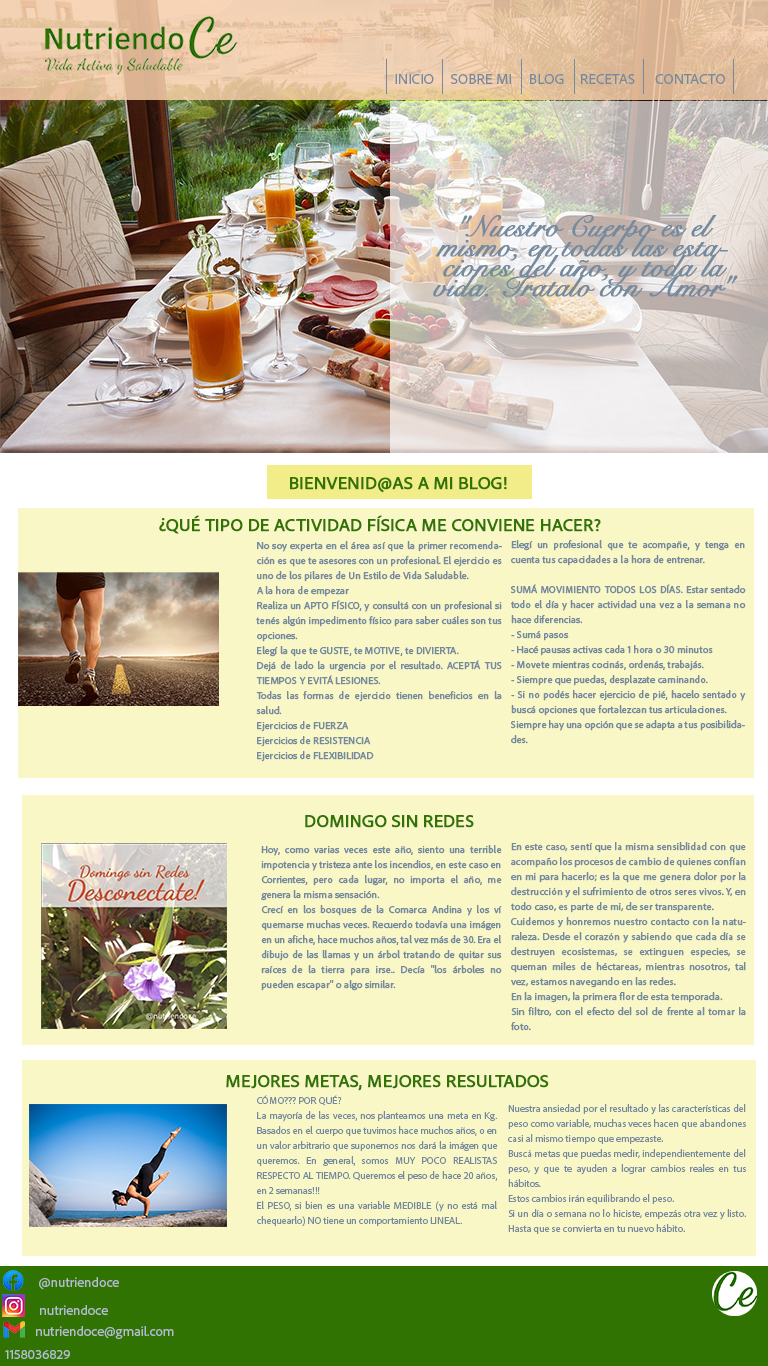 Nutriendo Ce
Vida Activa y Saludable
INICIO
SOBRE MI
BLOG
RECETAS
CONTACTO
"Nuestro Cuerpo es el
mismo, en todas las esta-
ciones del año, y toda la
vida. Tratalo con Amor"
BIENVENID@AS A MI BLOG!
¿QUÉ TIPO DE ACTIVIDAD FÍSICA ME CONVIENE HACER?
No soy experta en el área así que la primer recomenda-
ción es que te asesores con un profesional. El ejercicio es
uno de los pilares de Un Estilo de Vida Saludable.
A la hora de empezar
Realiza un APTO FÍSICO, y consultá con un profesional si
tenés algún impedimento físico para saber cuáles son tus
opciones.
Elegí la que te GUSTE, te MOTIVE, te DIVIERTA.
Dejá de lado la urgencia por el resultado. ACEPTÁ TUS
TIEMPOS Y EVITÁ LESIONES.
Todas las formas de ejercicio tienen beneficios en la
salud.
Ejercicios de FUERZA
Ejercicios de RESISTENCIA
Ejercicios de FLEXIBILIDAD
Elegí un profesional que te acompañe, y tenga en
cuenta tus capacidades a la hora de entrenar.
SUMÁ MOVIMIENTO TODOS LOS DÍAS. Estar sentado
todo el día y hacer actividad una vez a la semana no
hace diferencias.
- Sumá pasos
- Hacé pausas activas cada 1 hora o 30 minutos
- Movete mientras cocinás, ordenás, trabajás.
- Siempre que puedas, desplazate caminando.
- Si no podés hacer ejercicio de pié, hacelo sentado y
buscá opciones que fortalezcan tus articulaciones.
Siempre hay una opción que se adapta a tus posibilida-
des.
DOMINGO SIN REDES
Domingo sin Redes
Desconectate!
@nutriendoce
Hoy, como varias veces este año, siento una terrible
impotencia y tristeza ante los incendios, en este caso en
Corrientes, pero cada lugar, no importa el año, me
genera la misma sensación.
Crecí en los bosques de la Comarca Andina y los ví
quemarse muchas veces. Recuerdo todavía una imágen
en un afiche, hace muchos años, tal vez más de 30. Era el
dibujo de las llamas y un árbol tratando de quitar sus
raíces de la tierra para irse.. Decía "los árboles no
pueden escapar" o algo similar.
En este caso, sentí que la misma sensiblidad con que
acompaño los procesos de cambio de quienes confían
en mi para hacerlo; es la que me genera dolor por la
destrucción y el sufrimiento de otros seres vivos. Y, en
todo caso, es parte de mi, de ser transparente.
Cuidemos y honremos nuestro contacto con la natu-
raleza. Desde el corazón y sabiendo que cada día se
destruyen ecosistemas, se extinguen especies, se
queman miles de héctareas, mientras nosotros, tal
vez, estamos navegando en las redes.
En la imagen, la primera flor de esta temporada.
Sin filtro, con el efecto del sol de frente al tomar la
foto.
MEJORES METAS, MEJORES RESULTADOS
CÓMO??? POR QUÉ?
La mayoría de las veces, nos planteamos una meta en Kg.
Basados en el cuerpo que tuvimos hace muchos años, o en
un valor arbitrario que suponemos nos dará la imágen que
queremos. En general, somos MUY POCO REALISTAS
RESPECTO AL TIEMPO. Queremos el peso de hace 20 años,
en 2 semanas!!!
El PESO, si bien es una variable MEDIBLE (y no está mal
chequearlo) NO tiene un comportamiento LINEAL.
Nuestra ansiedad por el resultado y las características del
peso como variable, muchas veces hacen que abandones
casi al mismo tiempo que empezaste.
Buscá metas que puedas medir, independientemente del
peso, y que te ayuden a lograr cambios reales en tus
hábitos.
Estos cambios irán equilibrando el peso.
Si un día o semana no lo hiciste, empezás otra vez y listo.
Hasta que se convierta en tu nuevo hábito.
@nutriendoce
nutriendoce
nutriendoce@gmail.com
1158036829
Ce